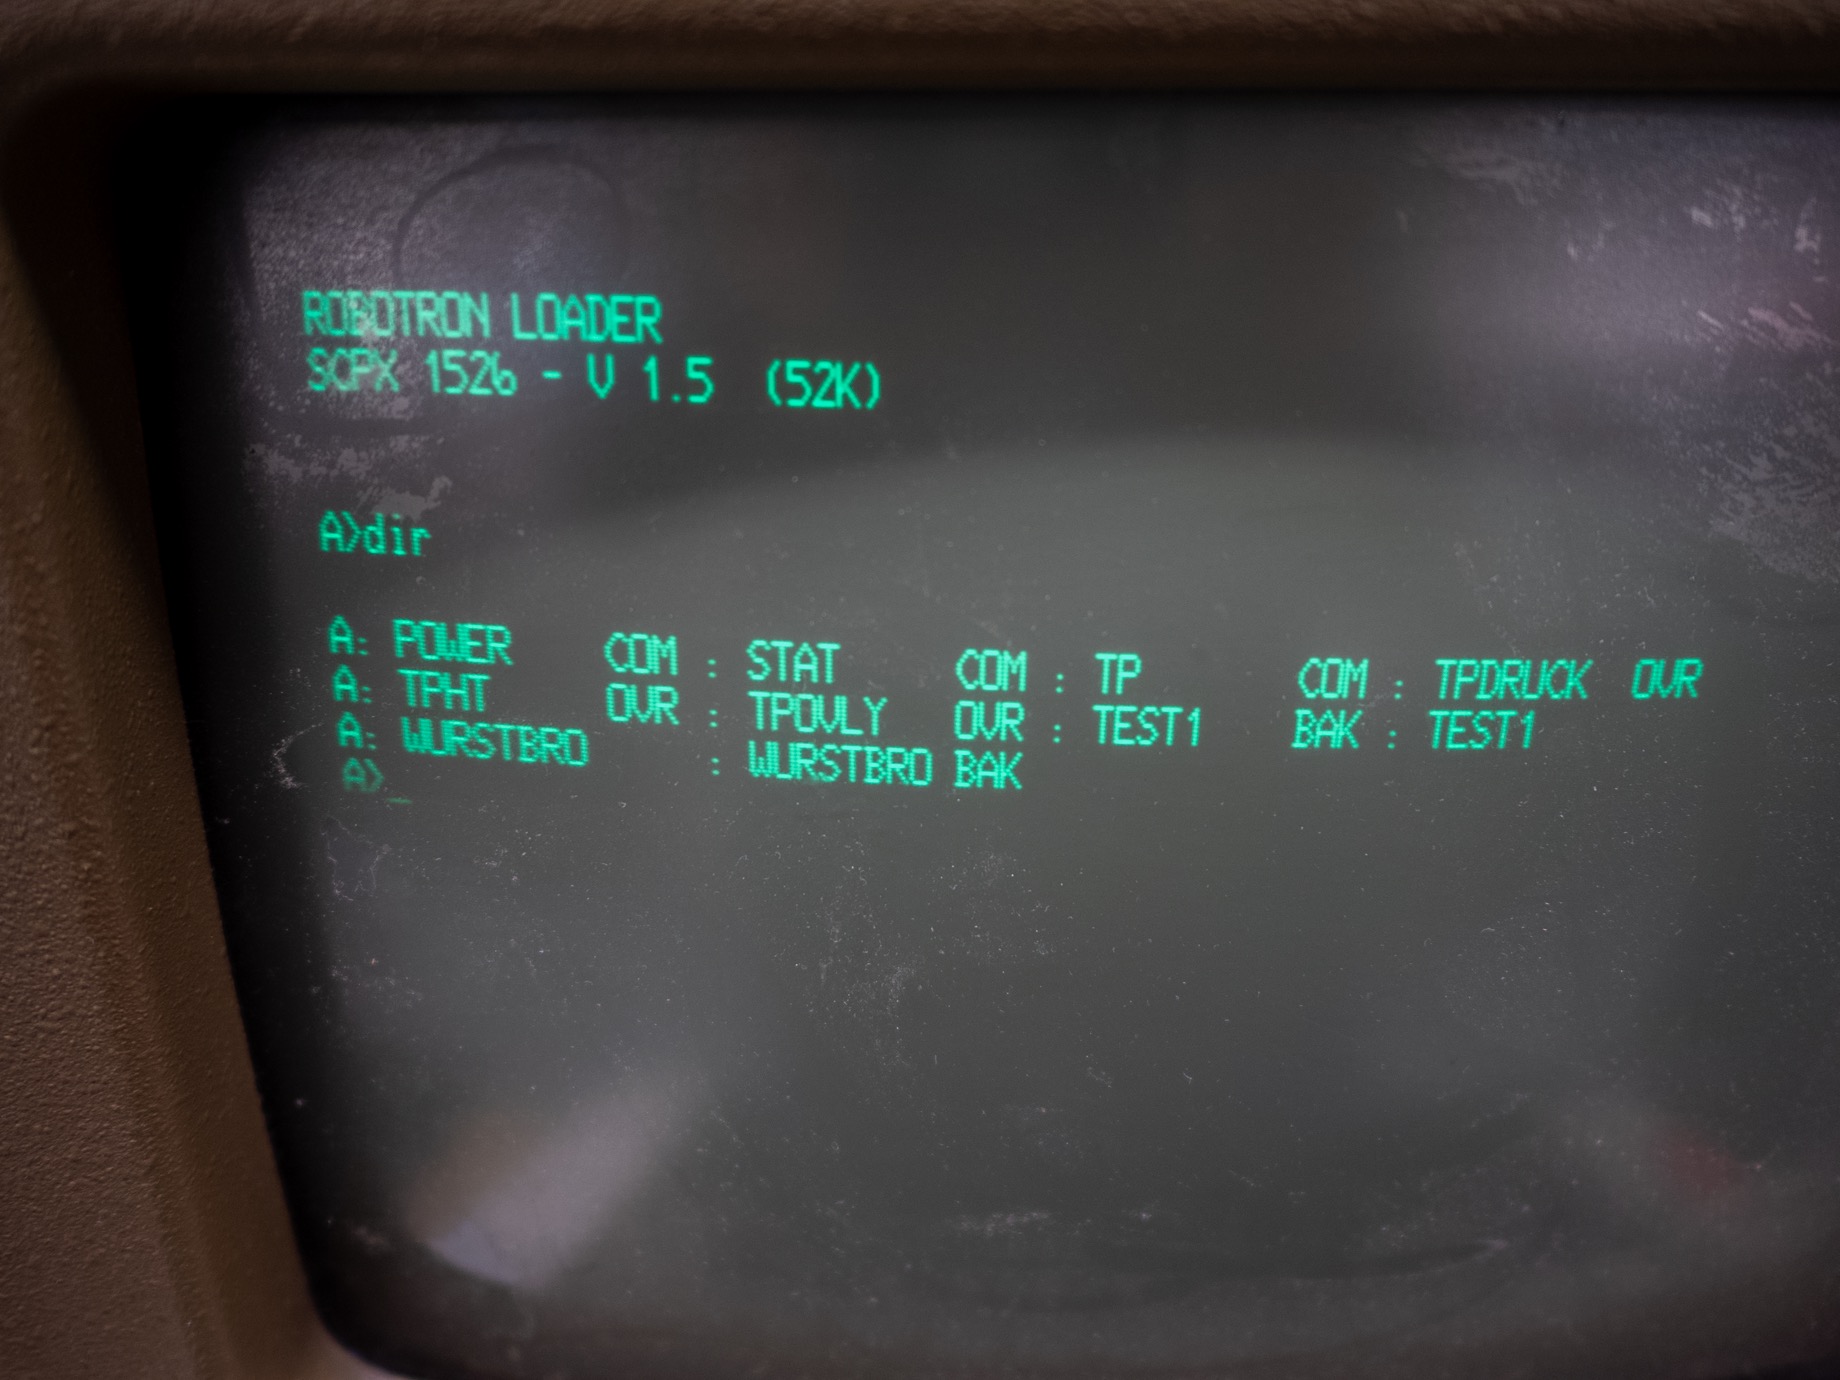 ROBOTRON LOADER
SCPX 1526 - V 1.5  (52K)
A>dir
A: POWER    COM : STAT     COM : TP       COM : TPDRUCK  OVR
A: TPHT     OVR : TPOVLY   OVR : TEST1    BAK : TEST1
A: WURSTBRO     : WURSTBRO BAK
A>_